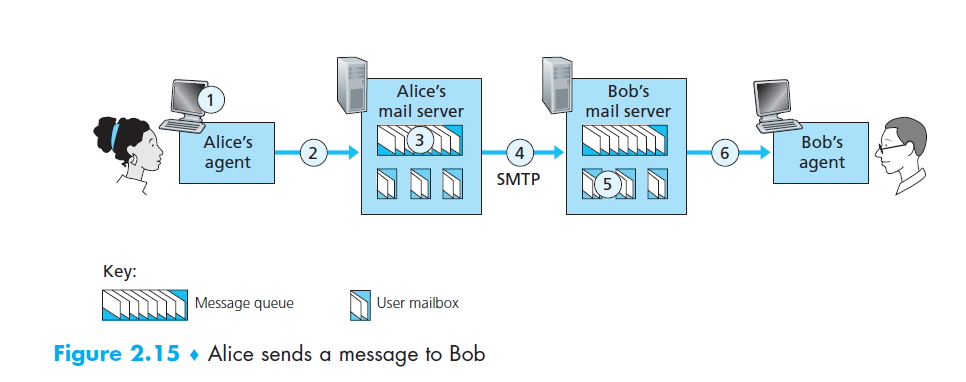 1
Alice's
agent
2
Alice's
mail server
3
4
SMTP
Bob's
mail server
5
6
Bob's
agent
Key:
Message queue
User mailbox
Figure 2.15 ♦ Alice sends a message to Bob